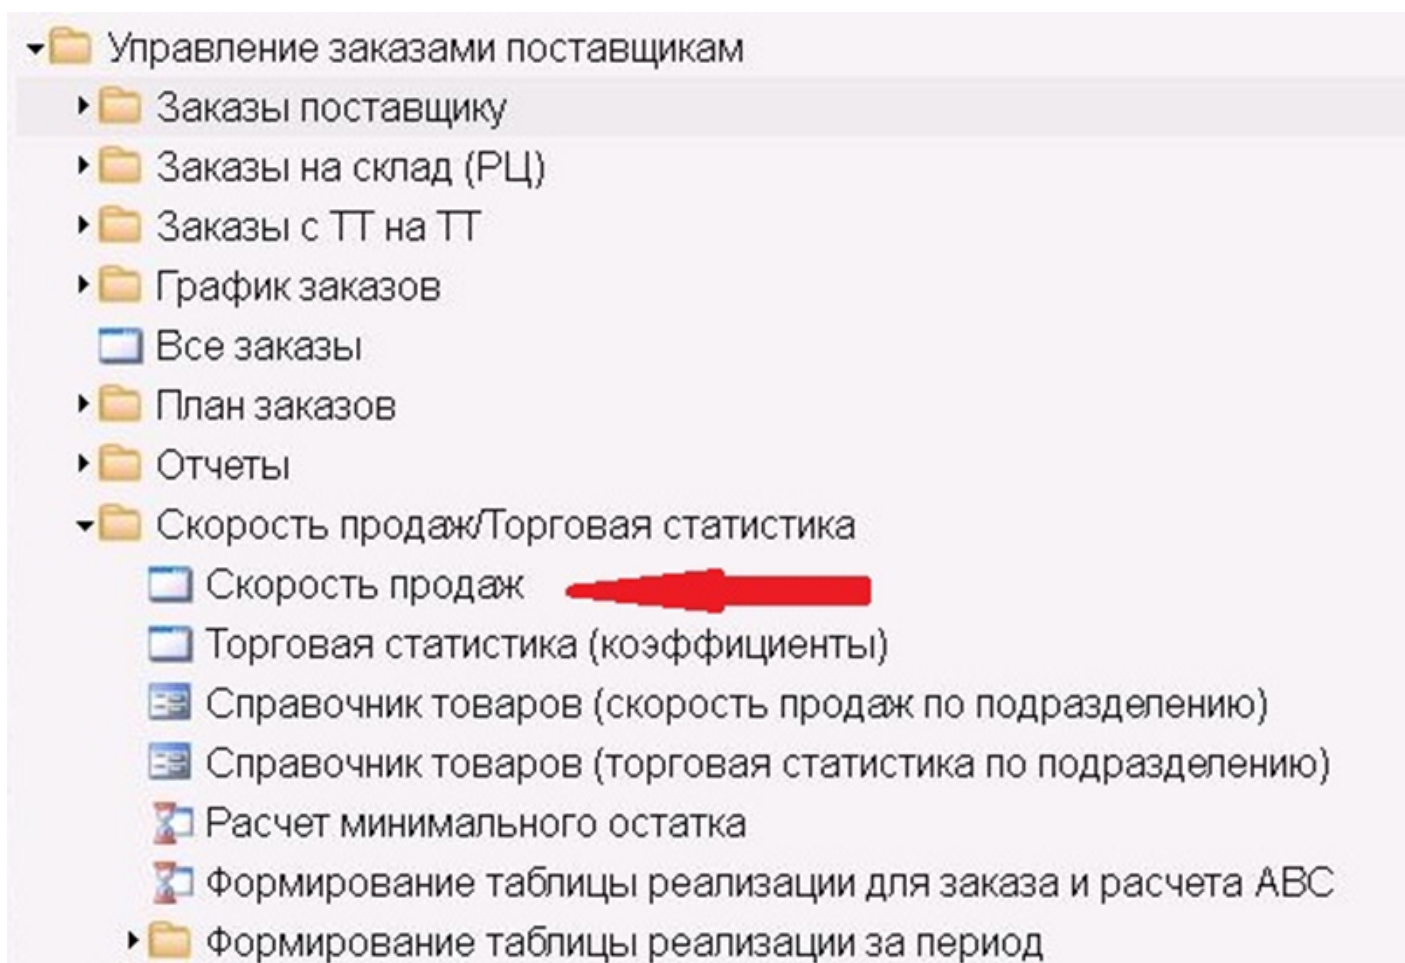 Управление заказами поставщикам
Заказы поставщику
Заказы на склад (РЦ)
Заказы с ТТ на ТТ
График заказов
Все заказы
План заказов
Отчеты
Скорость продаж/Торговая статистика
Скорость продаж
Торговая статистика (коэффициенты)
Справочник товаров (скорость продаж по подразделению)
Справочник товаров (торговая статистика по подразделению)
Расчет минимального остатка
Формирование таблицы реализации для заказа и расчета АВС
Формирование таблицы реализации за период